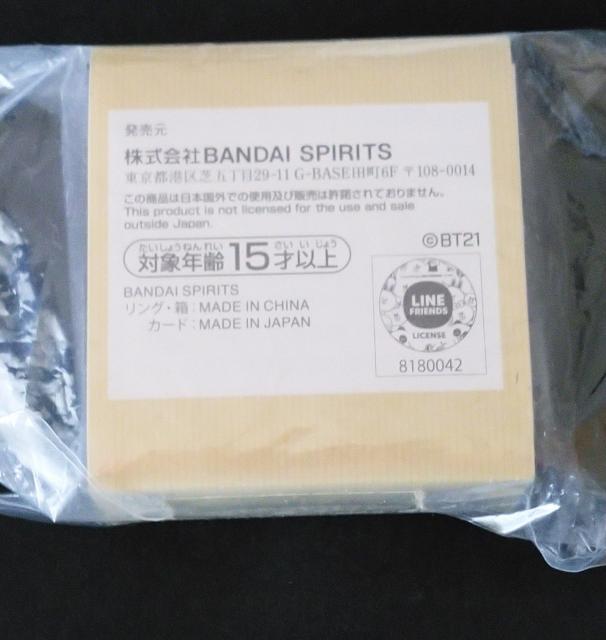 発売元
株式会社BANDAI SPIRITS
東京都港区芝五丁目29-11 G-BASE田町6F 〒108-0014
この商品は日本国外での使用及び販売は許諾されておりません。
This product is not licensed for the use and sale
outside Japan.
©BT21
たいしょうねんれい さい いじょう
対象年齢15才以上
BANDAI SPIRITS
リング・箱：MADE IN CHINA
カード：MADE IN JAPAN
LINE
FRIENDS
LICENSE
8180042